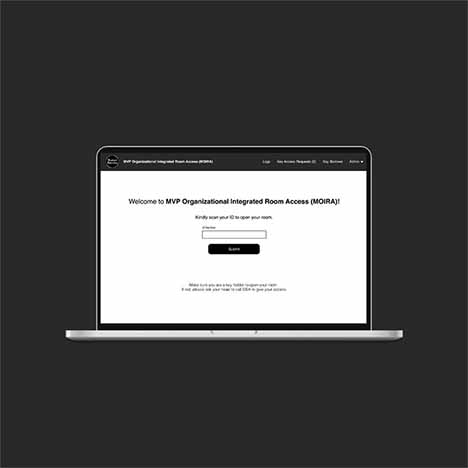 MVP Organizational Integrated Room Access (MOIRA)
Logs
Key Access Requests (0)
Key Borrows
Admin
Welcome to MVP Organizational Integrated Room Access (MOIRA)!
Kindly scan your ID to open your room.
ID Number
Submit
Make sure you are a key holder to open your room.
If not, please ask your head to call OSA to give your access.